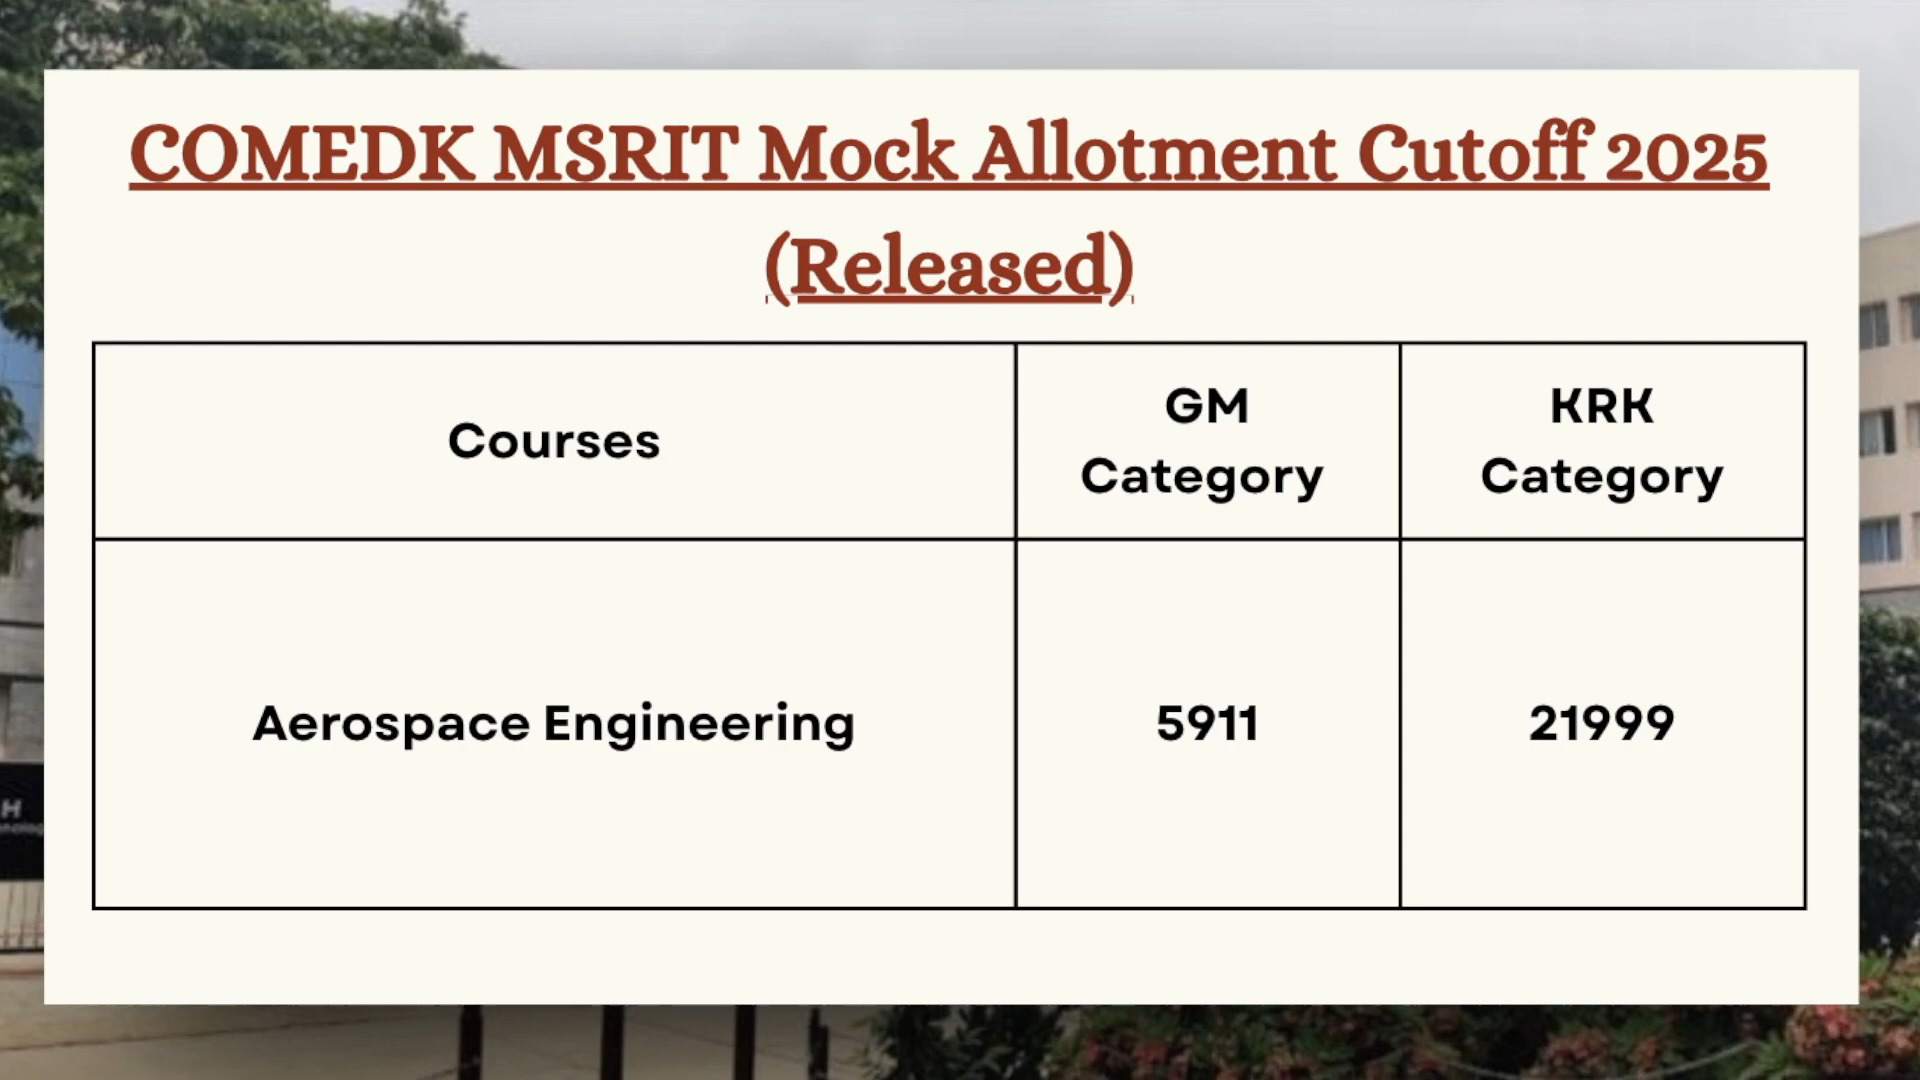 COMEDK MSRIT Mock Allotment Cutoff 2025
(Released)
Courses
GM
Category
KRK
Category
Aerospace Engineering
5911
21999
H